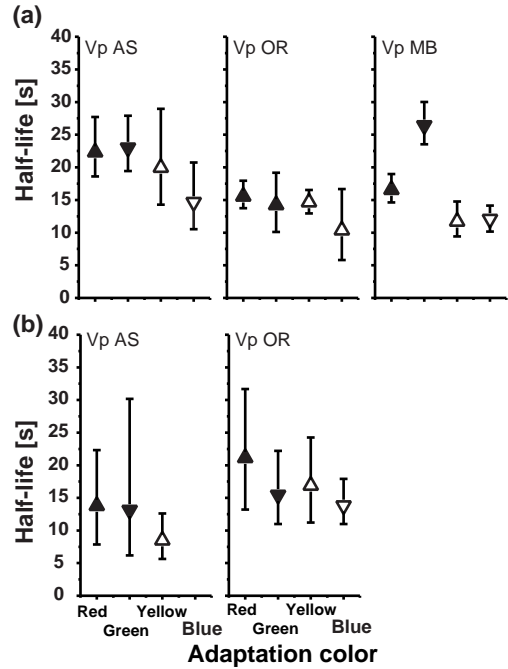 (a)
Vp AS
Vp OR
Vp MB
Half-life [s]
40
35
30
25
20
15
10
5
0
(b)
Vp AS
Vp OR
Half-life [s]
40
35
30
25
20
15
10
5
0
Red
Yellow
Red
Yellow
Green
Blue
Green
Blue
Adaptation color